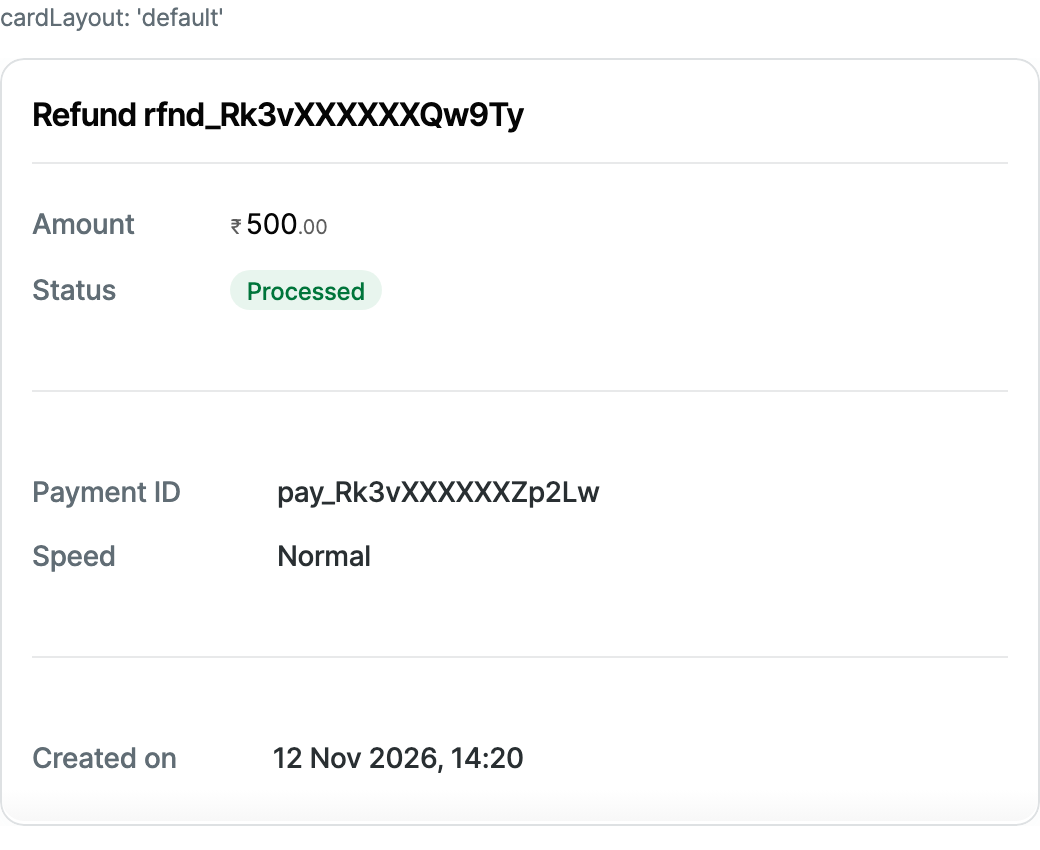 cardLayout: 'default'
Refund rfnd_Rk3vXXXXXXQw9Ty
Amount ₹500.00
Status Processed
Payment ID pay_Rk3vXXXXXXZp2Lw
Speed Normal
Created on 12 Nov 2026, 14:20